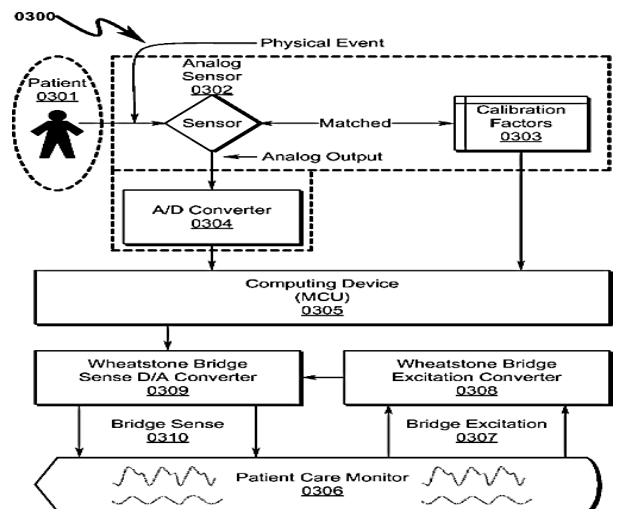 0300
Physical Event
Analog
Sensor
0302
Patient
0301
Sensor
Matched
Calibration
Factors
0303
Analog Output
A/D Converter
0304
Computing Device
(MCU)
0305
Wheatstone Bridge
Sense D/A Converter
0309
Wheatstone Bridge
Excitation Converter
0308
Bridge Sense
0310
Bridge Excitation
0307
Patient Care Monitor
0306